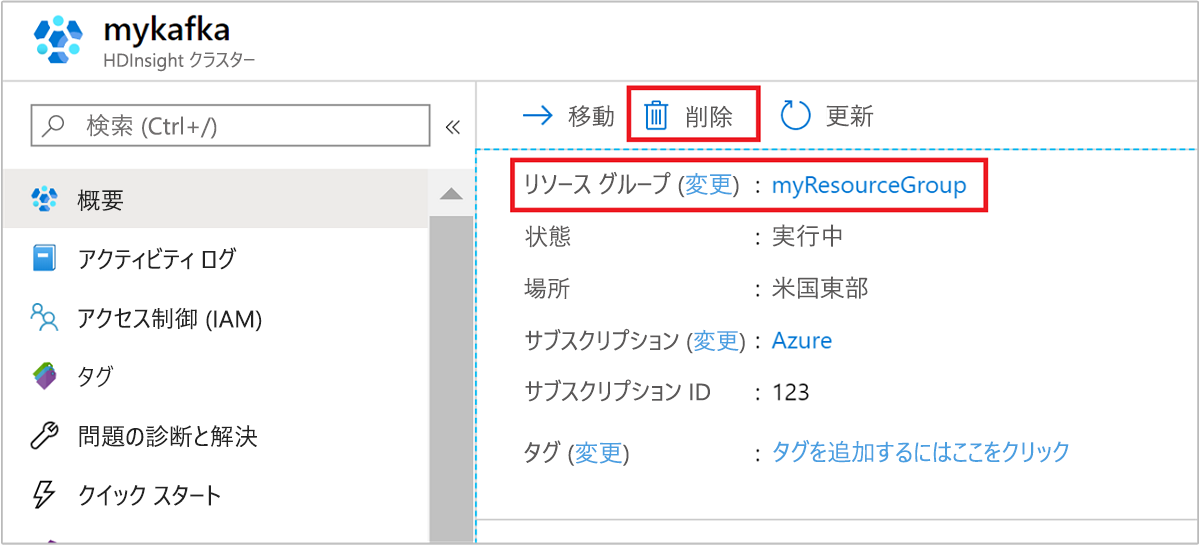 mykafka
HDInsight クラスター
検索 (Ctrl+/)
«
概要
アクティビティ ログ
アクセス制御 (IAM)
タグ
問題の診断と解決
クイック スタート
移動 削除 更新
リソース グループ (変更) : myResourceGroup
状態 : 実行中
場所 : 米国東部
サブスクリプション (変更) : Azure
サブスクリプション ID : 123
タグ (変更) : タグを追加するにはここをクリック